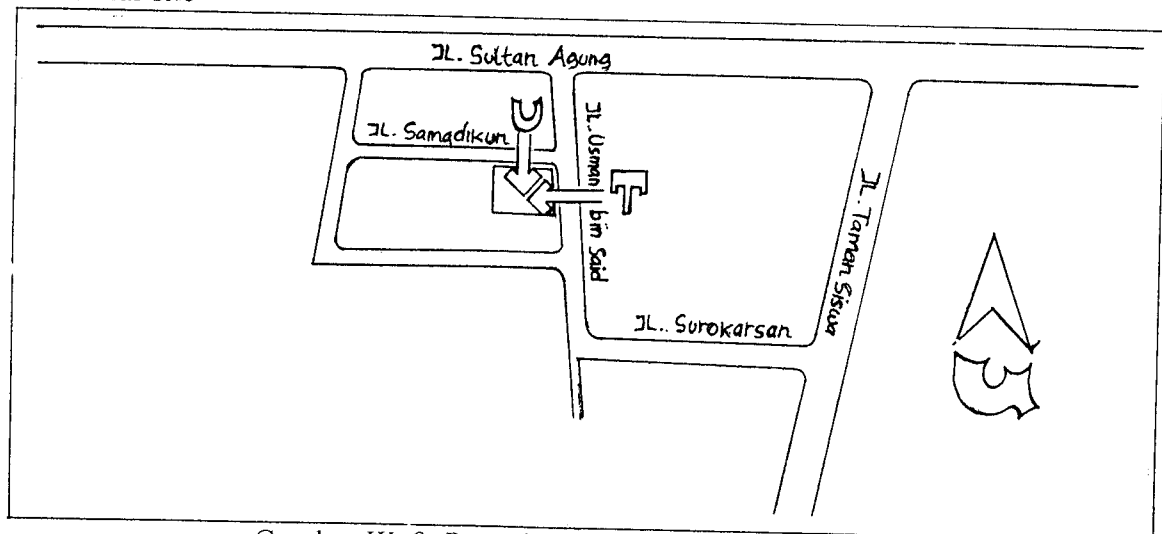 JL. Sultan Agung
JL. Samadikun
JL. Usman bin Said
JL. Taman Siswa
JL.. Surokarsan
U
T